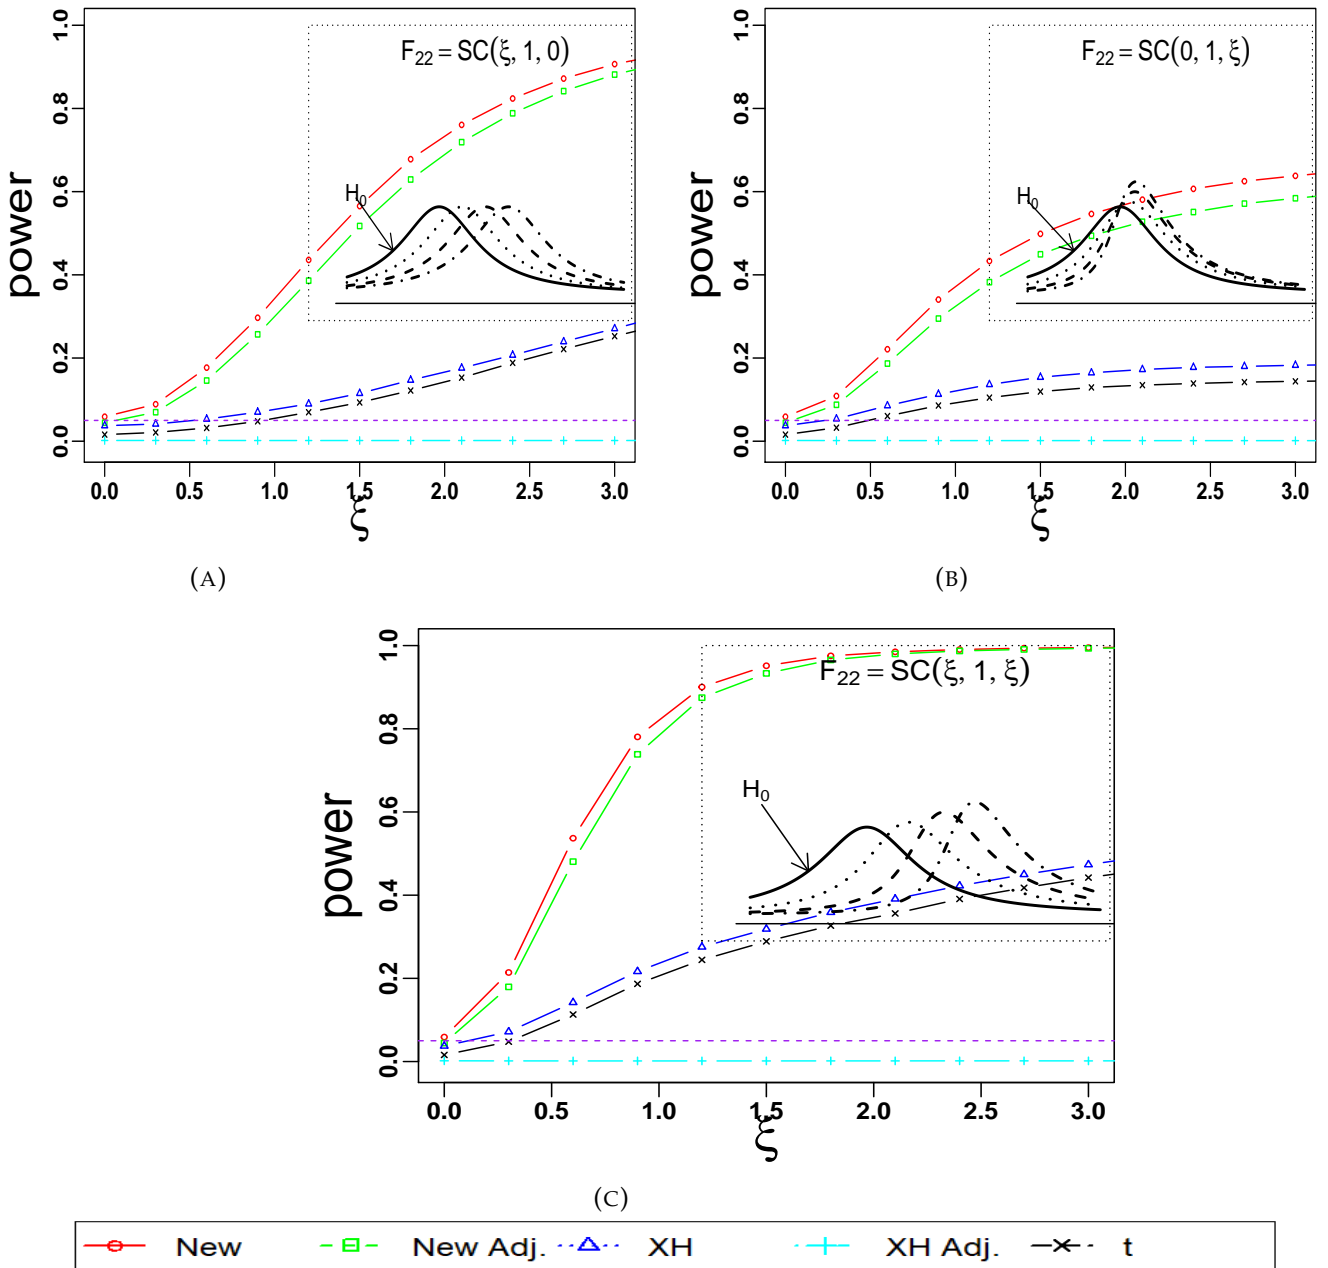 power
1.0
0.8
0.6
0.4
0.2
0.0
F22 = SC(ξ, 1, 0)
H0
0.0 0.5 1.0 1.5 2.0 2.5 3.0
ξ
(A)
power
1.0
0.8
0.6
0.4
0.2
0.0
F22 = SC(0, 1, ξ)
H0
0.0 0.5 1.0 1.5 2.0 2.5 3.0
ξ
(B)
power
1.0
0.8
0.6
0.4
0.2
0.0
F22 = SC(ξ, 1, ξ)
H0
0.0 0.5 1.0 1.5 2.0 2.5 3.0
ξ
(C)
New New Adj. XH XH Adj. t